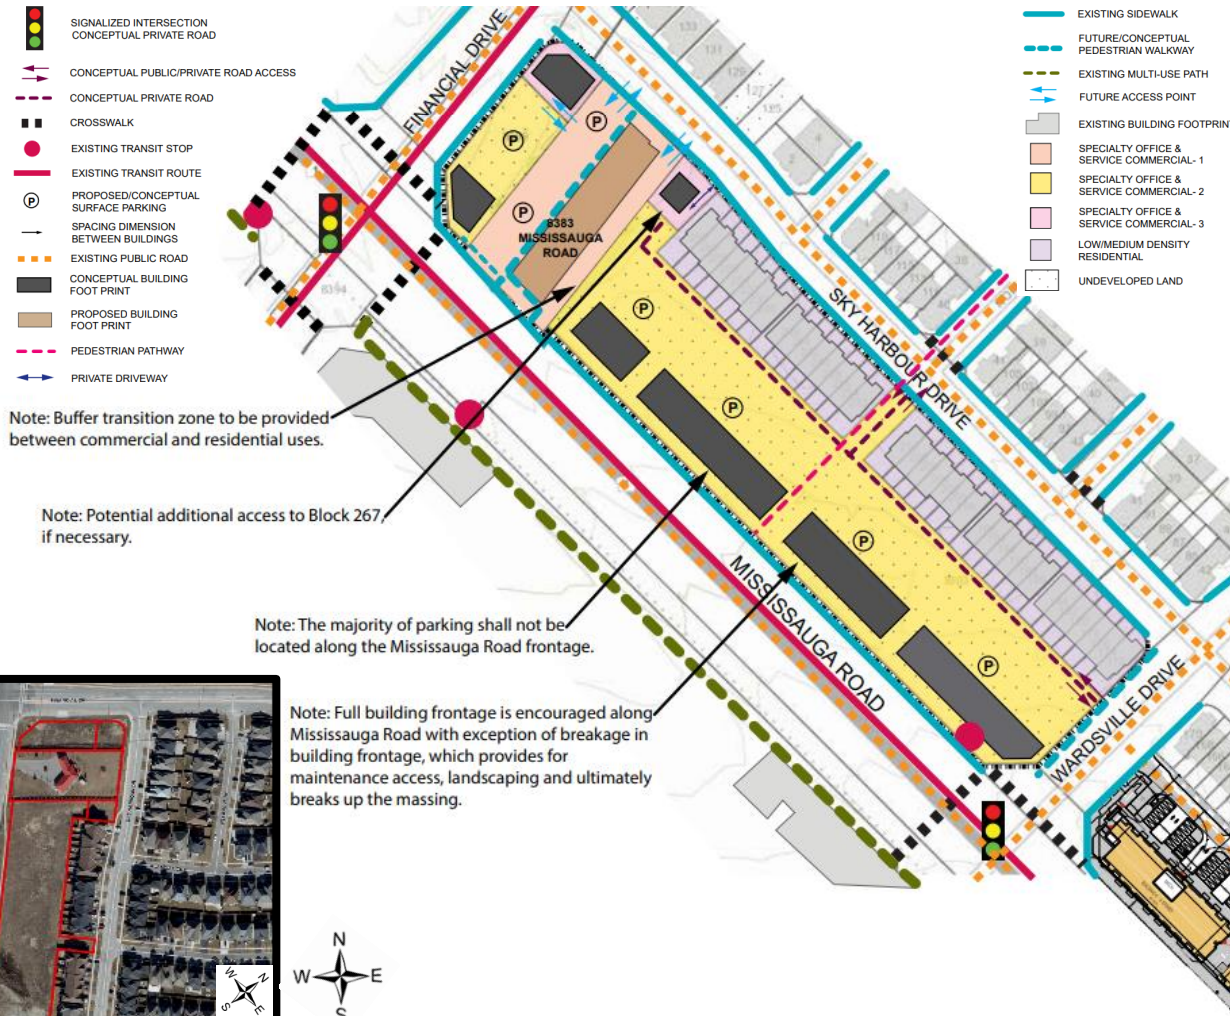 SIGNALIZED INTERSECTION
CONCEPTUAL PRIVATE ROAD
CONCEPTUAL PUBLIC/PRIVATE ROAD ACCESS
CONCEPTUAL PRIVATE ROAD
CROSSWALK
EXISTING TRANSIT STOP
EXISTING TRANSIT ROUTE
P
PROPOSED/CONCEPTUAL
SURFACE PARKING
SPACING DIMENSION
BETWEEN BUILDINGS
EXISTING PUBLIC ROAD
CONCEPTUAL BUILDING
FOOT PRINT
PROPOSED BUILDING
FOOT PRINT
PEDESTRIAN PATHWAY
PRIVATE DRIVEWAY
EXISTING SIDEWALK
FUTURE/CONCEPTUAL
PEDESTRIAN WALKWAY
EXISTING MULTI-USE PATH
FUTURE ACCESS POINT
EXISTING BUILDING FOOTPRINT
SPECIALTY OFFICE &
SERVICE COMMERCIAL- 1
SPECIALTY OFFICE &
SERVICE COMMERCIAL- 2
SPECIALTY OFFICE &
SERVICE COMMERCIAL- 3
LOW/MEDIUM DENSITY
RESIDENTIAL
UNDEVELOPED LAND
FINANCIAL DRIVE
P
P
P
8383
MISSISSAUGA
ROAD
8394
P
P
P
P
SKY HARBOUR DRIVE
MISSISSAUGA ROAD
WARDSVILLE DRIVE
Note: Buffer transition zone to be provided
between commercial and residential uses.
Note: Potential additional access to Block 267,
if necessary.
Note: The majority of parking shall not be
located along the Mississauga Road frontage.
Note: Full building frontage is encouraged along
Mississauga Road with exception of breakage in
building frontage, which provides for
maintenance access, landscaping and ultimately
breaks up the massing.
N
W
E
S
W
N
S
E